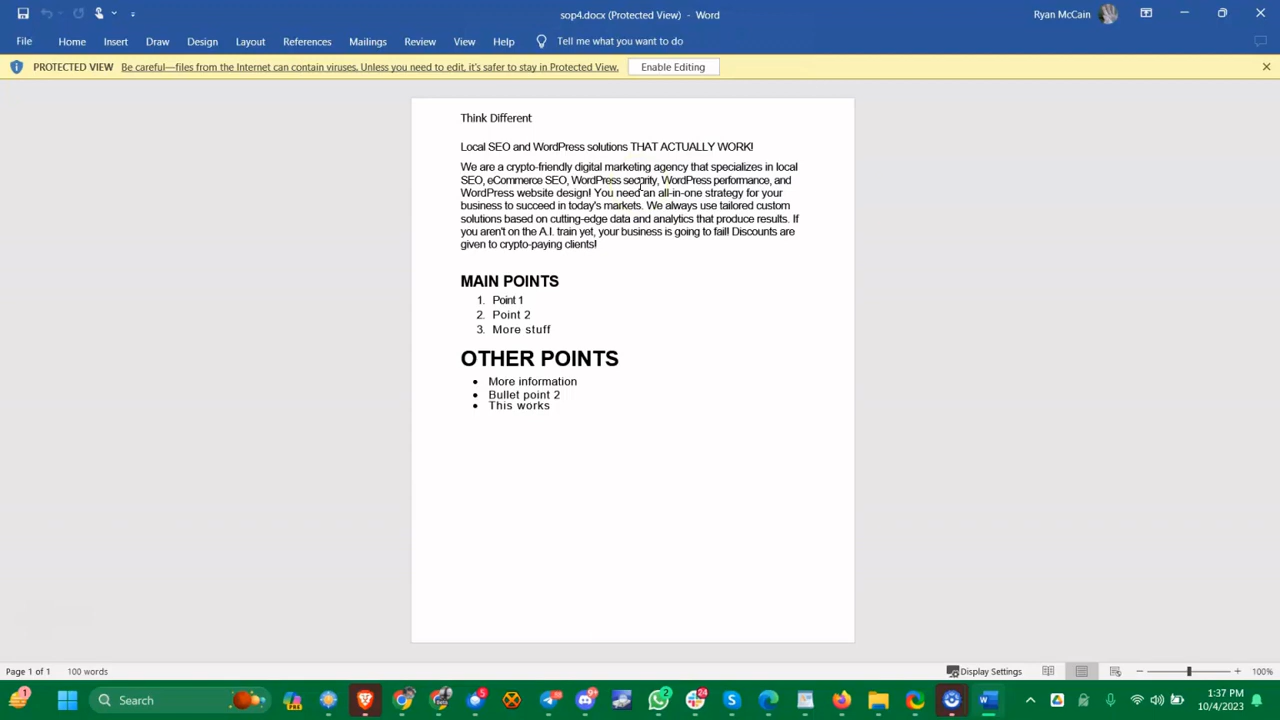 sop4.docx (Protected View) - Word
Ryan McCain
File Home Insert Draw Design Layout References Mailings Review View Help Tell me what you want to do
PROTECTED VIEW Be careful—files from the Internet can contain viruses. Unless you need to edit, it's safer to stay in Protected View. Enable Editing
Think Different
Local SEO and WordPress solutions THAT ACTUALLY WORK!
We are a crypto-friendly digital marketing agency that specializes in local
SEO, eCommerce SEO, WordPress security, WordPress performance, and
WordPress website design! You need an all-in-one strategy for your
business to succeed in today's markets. We always use tailored custom
solutions based on cutting-edge data and analytics that produce results. If
you aren't on the A.I. train yet, your business is going to fail! Discounts are
given to crypto-paying clients!
MAIN POINTS
1. Point 1
2. Point 2
3. More stuff
OTHER POINTS
• More information
• Bullet point 2
• This works
Page 1 of 1 100 words Display Settings 100%
1 Search 5 9+ 2 24 1:37 PM
10/4/2023